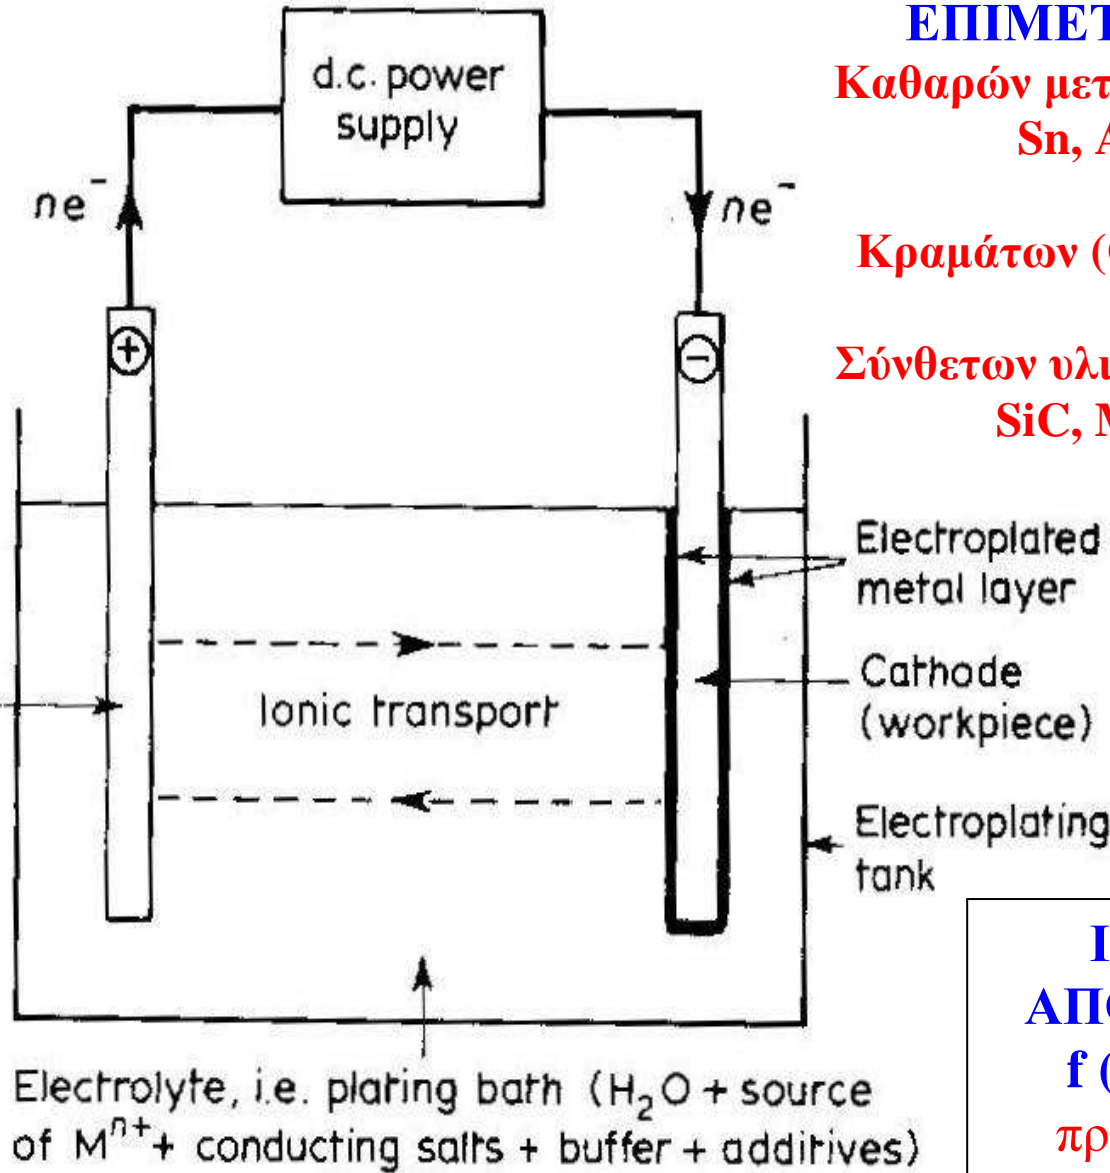 ΕΠΙΜΕΤ
Καθαρών μετ
Sn,
Κραμάτων (
Σύνθετων υλι
SiC,
d.c. power
supply
ne⁻
ne⁻
+
−
Electroplated
metal layer
Ionic transport
Cathode
(workpiece)
Electroplating
tank
ΑΠ
f (
πρ
Electrolyte, i.e. plating bath (H₂O + source
of Mⁿ⁺ + conducting salts + buffer + additives)